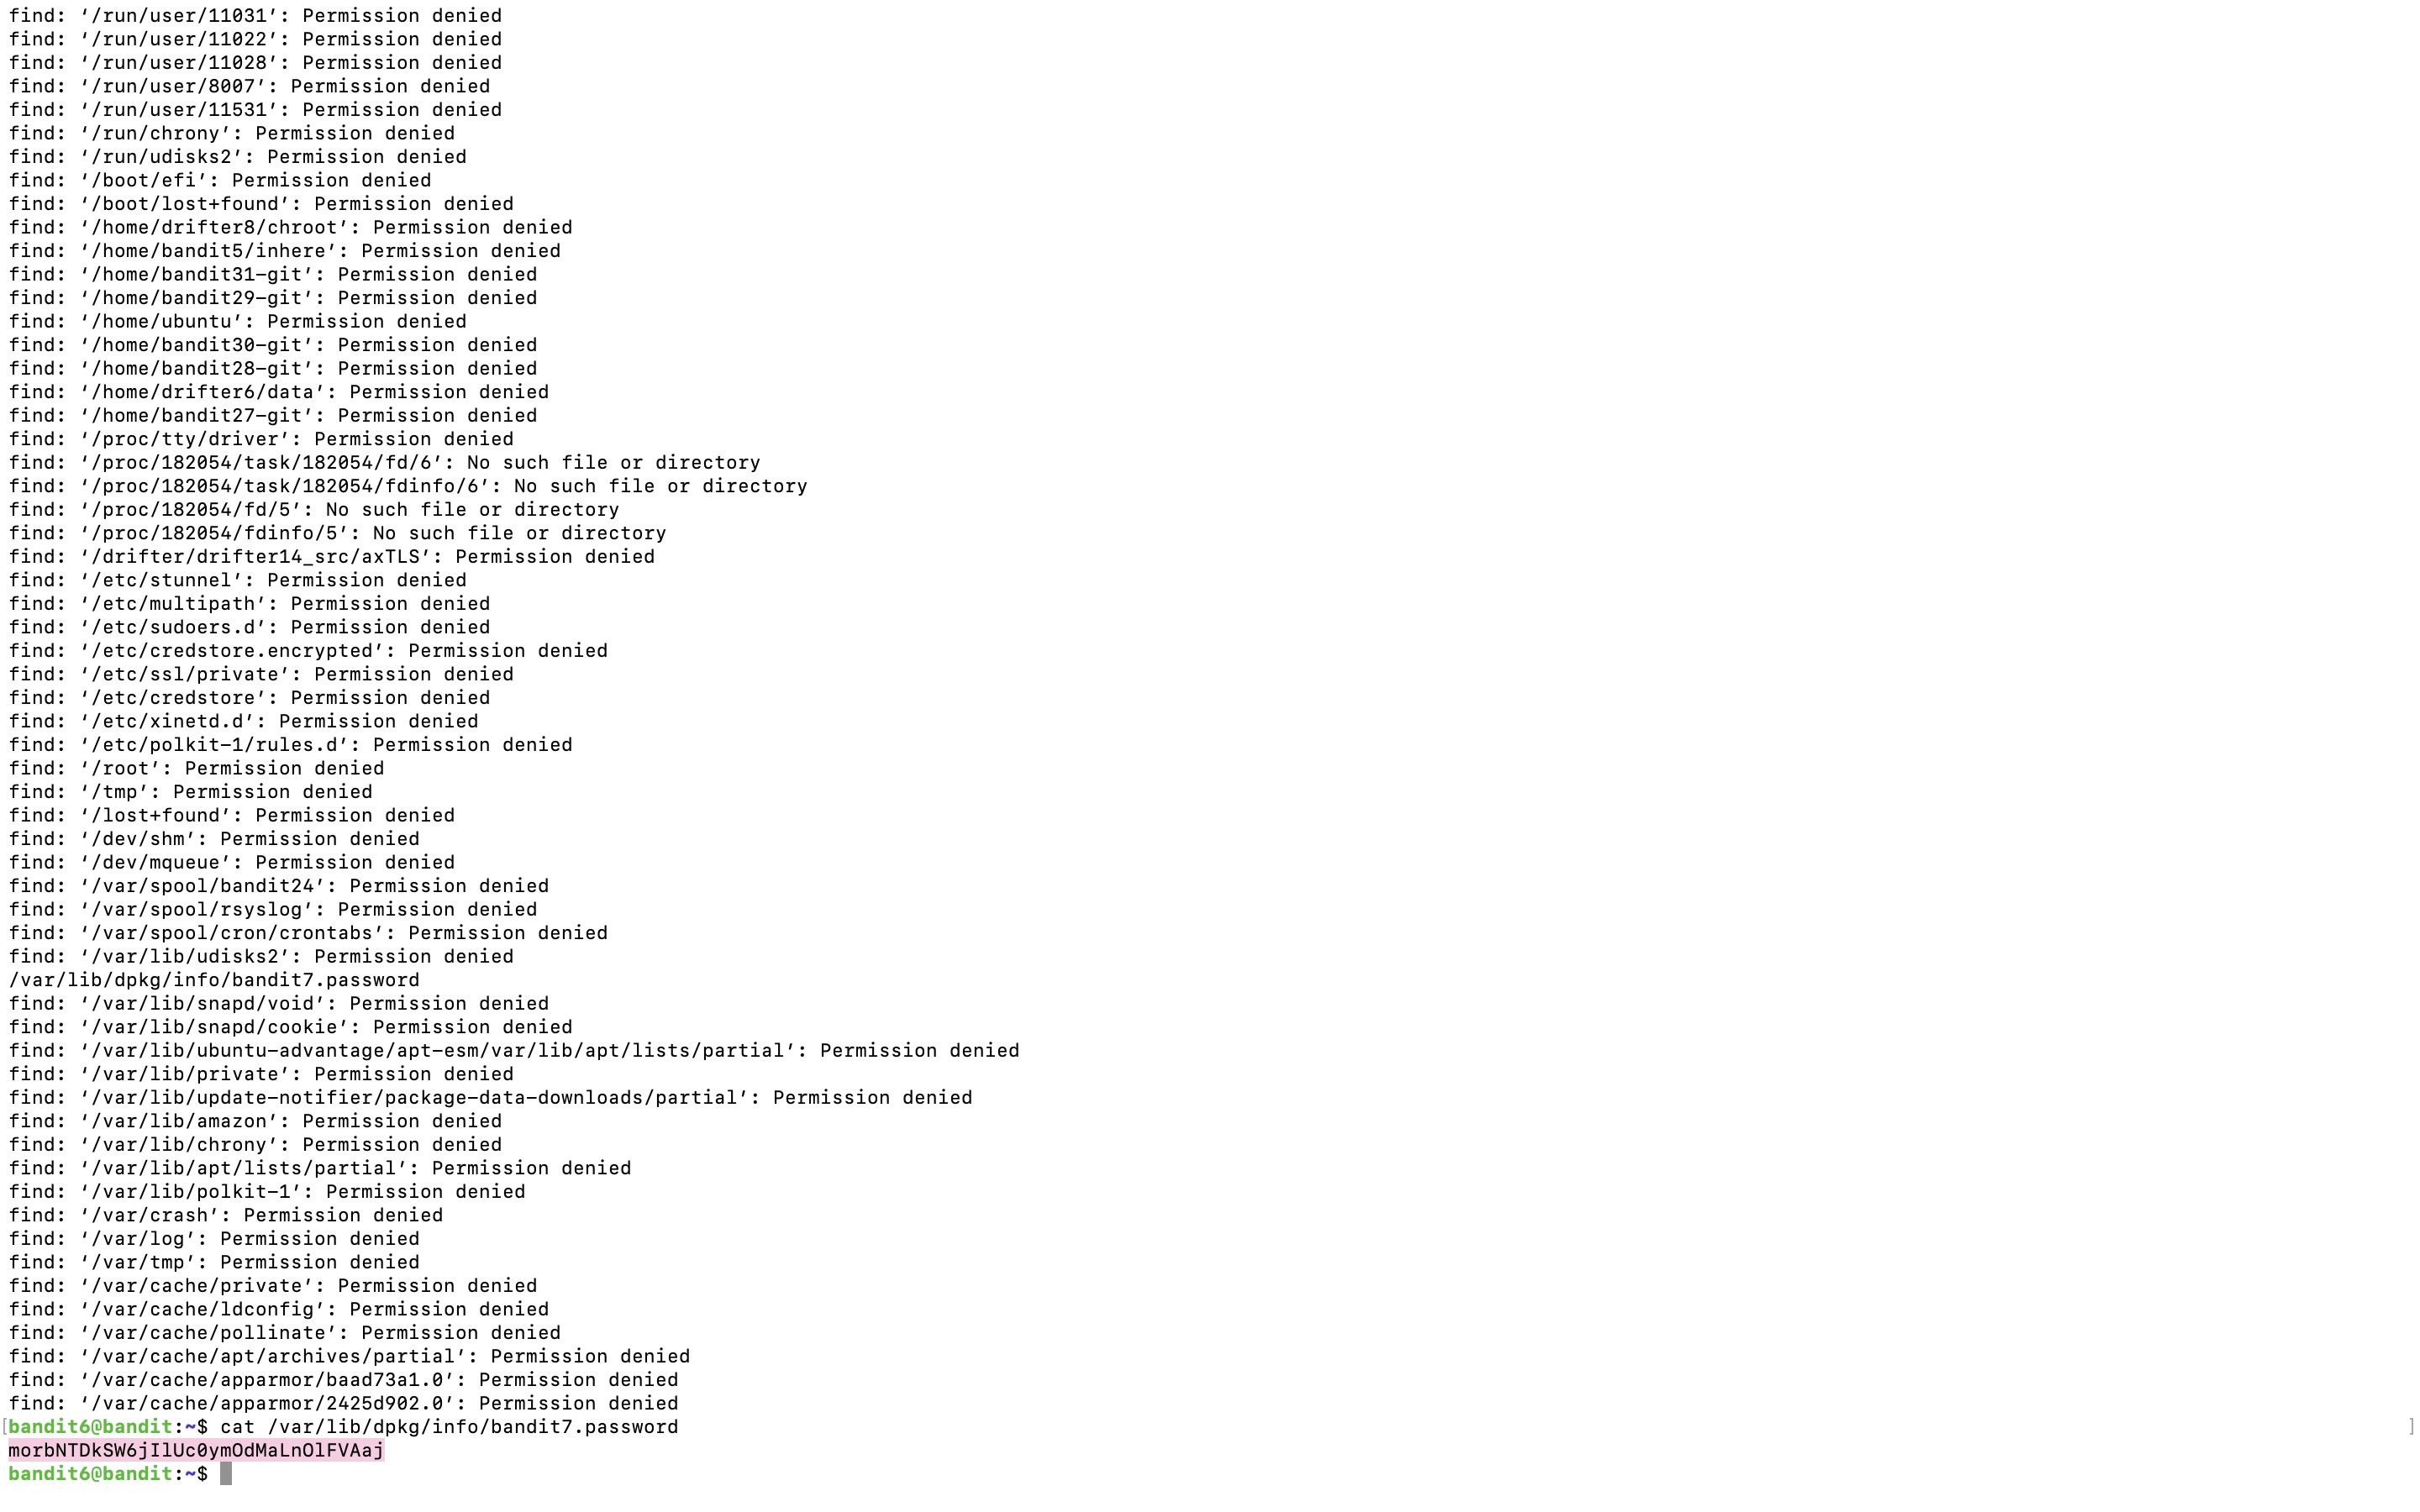 find: ‘/run/user/11031’: Permission denied
find: ‘/run/user/11022’: Permission denied
find: ‘/run/user/11028’: Permission denied
find: ‘/run/user/8007’: Permission denied
find: ‘/run/user/11531’: Permission denied
find: ‘/run/chrony’: Permission denied
find: ‘/run/udisks2’: Permission denied
find: ‘/boot/efi’: Permission denied
find: ‘/boot/lost+found’: Permission denied
find: ‘/home/drifter8/chroot’: Permission denied
find: ‘/home/bandit5/inhere’: Permission denied
find: ‘/home/bandit31-git’: Permission denied
find: ‘/home/bandit29-git’: Permission denied
find: ‘/home/ubuntu’: Permission denied
find: ‘/home/bandit30-git’: Permission denied
find: ‘/home/bandit28-git’: Permission denied
find: ‘/home/drifter6/data’: Permission denied
find: ‘/home/bandit27-git’: Permission denied
find: ‘/proc/tty/driver’: Permission denied
find: ‘/proc/182054/task/182054/fd/6’: No such file or directory
find: ‘/proc/182054/task/182054/fdinfo/6’: No such file or directory
find: ‘/proc/182054/fd/5’: No such file or directory
find: ‘/proc/182054/fdinfo/5’: No such file or directory
find: ‘/drifter/drifter14_src/axTLS’: Permission denied
find: ‘/etc/stunnel’: Permission denied
find: ‘/etc/multipath’: Permission denied
find: ‘/etc/sudoers.d’: Permission denied
find: ‘/etc/credstore.encrypted’: Permission denied
find: ‘/etc/ssl/private’: Permission denied
find: ‘/etc/credstore’: Permission denied
find: ‘/etc/xinetd.d’: Permission denied
find: ‘/etc/polkit-1/rules.d’: Permission denied
find: ‘/root’: Permission denied
find: ‘/tmp’: Permission denied
find: ‘/lost+found’: Permission denied
find: ‘/dev/shm’: Permission denied
find: ‘/dev/mqueue’: Permission denied
find: ‘/var/spool/bandit24’: Permission denied
find: ‘/var/spool/rsyslog’: Permission denied
find: ‘/var/spool/cron/crontabs’: Permission denied
find: ‘/var/lib/udisks2’: Permission denied
/var/lib/dpkg/info/bandit7.password
find: ‘/var/lib/snapd/void’: Permission denied
find: ‘/var/lib/snapd/cookie’: Permission denied
find: ‘/var/lib/ubuntu-advantage/apt-esm/var/lib/apt/lists/partial’: Permission denied
find: ‘/var/lib/private’: Permission denied
find: ‘/var/lib/update-notifier/package-data-downloads/partial’: Permission denied
find: ‘/var/lib/amazon’: Permission denied
find: ‘/var/lib/chrony’: Permission denied
find: ‘/var/lib/apt/lists/partial’: Permission denied
find: ‘/var/lib/polkit-1’: Permission denied
find: ‘/var/crash’: Permission denied
find: ‘/var/log’: Permission denied
find: ‘/var/tmp’: Permission denied
find: ‘/var/cache/private’: Permission denied
find: ‘/var/cache/ldconfig’: Permission denied
find: ‘/var/cache/pollinate’: Permission denied
find: ‘/var/cache/apt/archives/partial’: Permission denied
find: ‘/var/cache/apparmor/baad73a1.0’: Permission denied
find: ‘/var/cache/apparmor/2425d902.0’: Permission denied
[bandit6@bandit:~$ cat /var/lib/dpkg/info/bandit7.password ]
morbNTDkSW6jIlUc0ymOdMaLnOlFVAaj
bandit6@bandit:~$